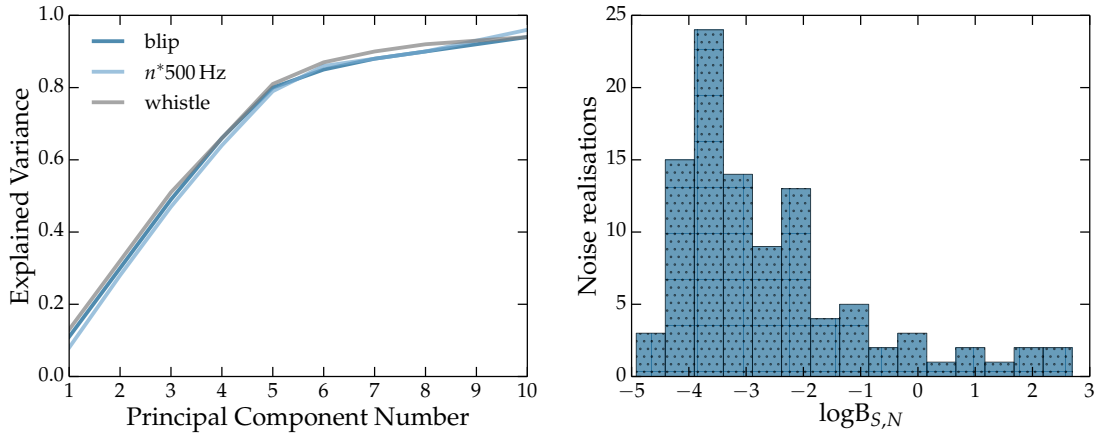 1.0
0.8
0.6
0.4
0.2
0.0
Explained Variance
blip
n*500 Hz
whistle
1 2 3 4 5 6 7 8 9 10
Principal Component Number
25
20
15
10
5
0
Noise realisations
−5 −4 −3 −2 −1 0 1 2 3
logB_{S,N}